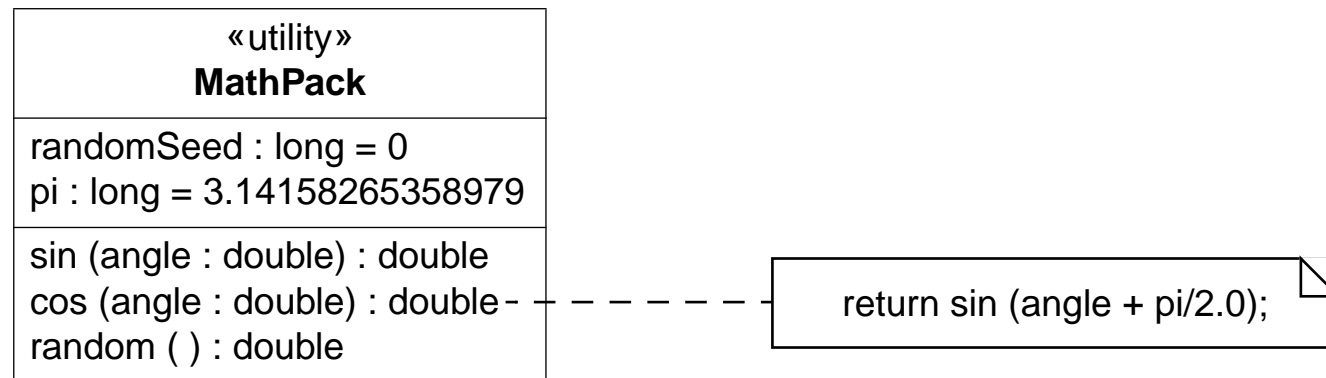 «utility»
MathPack
randomSeed : long = 0
pi : long = 3.14158265358979
sin (angle : double) : double
cos (angle : double) : double
random ( ) : double
return sin (angle + pi/2.0);